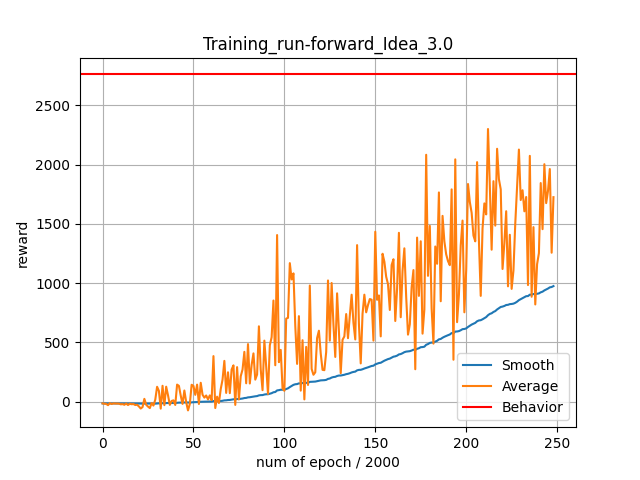 Training_run-forward_Idea_3.0
reward
2500
2000
1500
1000
500
0
0
50
100
150
200
250
num of epoch / 2000
Smooth
Average
Behavior